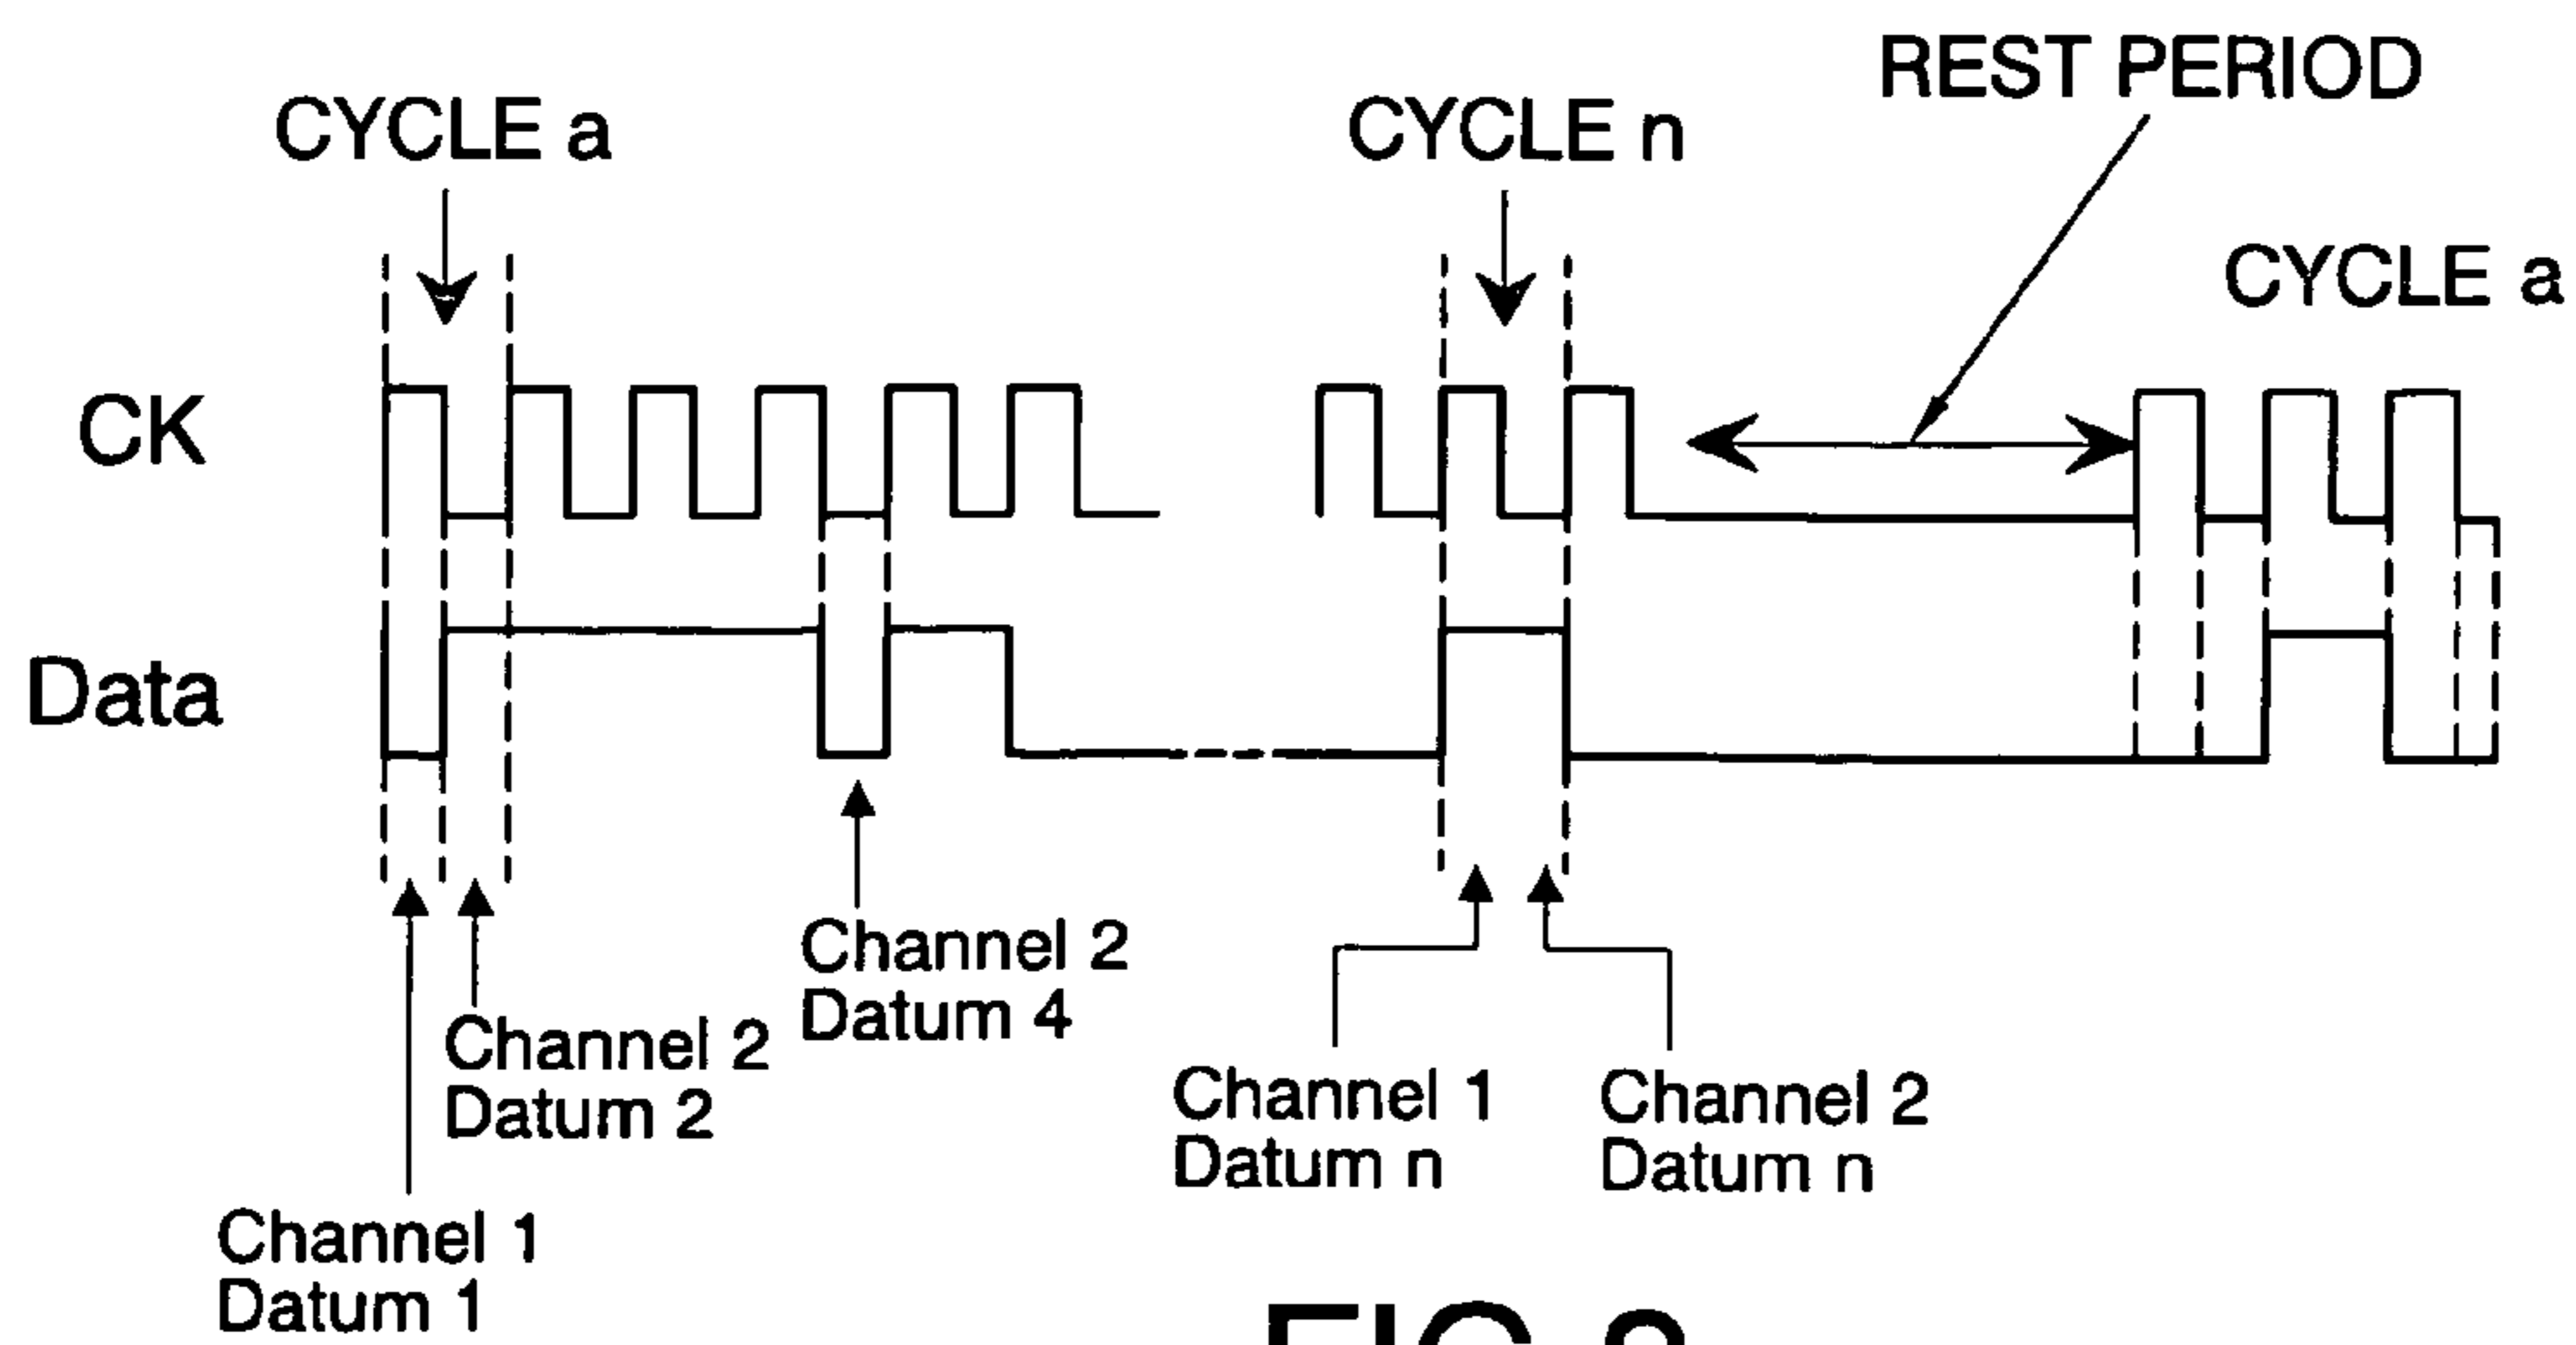 REST PERIOD
CYCLE a
CYCLE n
CYCLE a
CK
Data
Channel 2
Datum 4
Channel 2
Datum 2
Channel 1
Datum n
Channel 2
Datum n
Channel 1
Datum 1